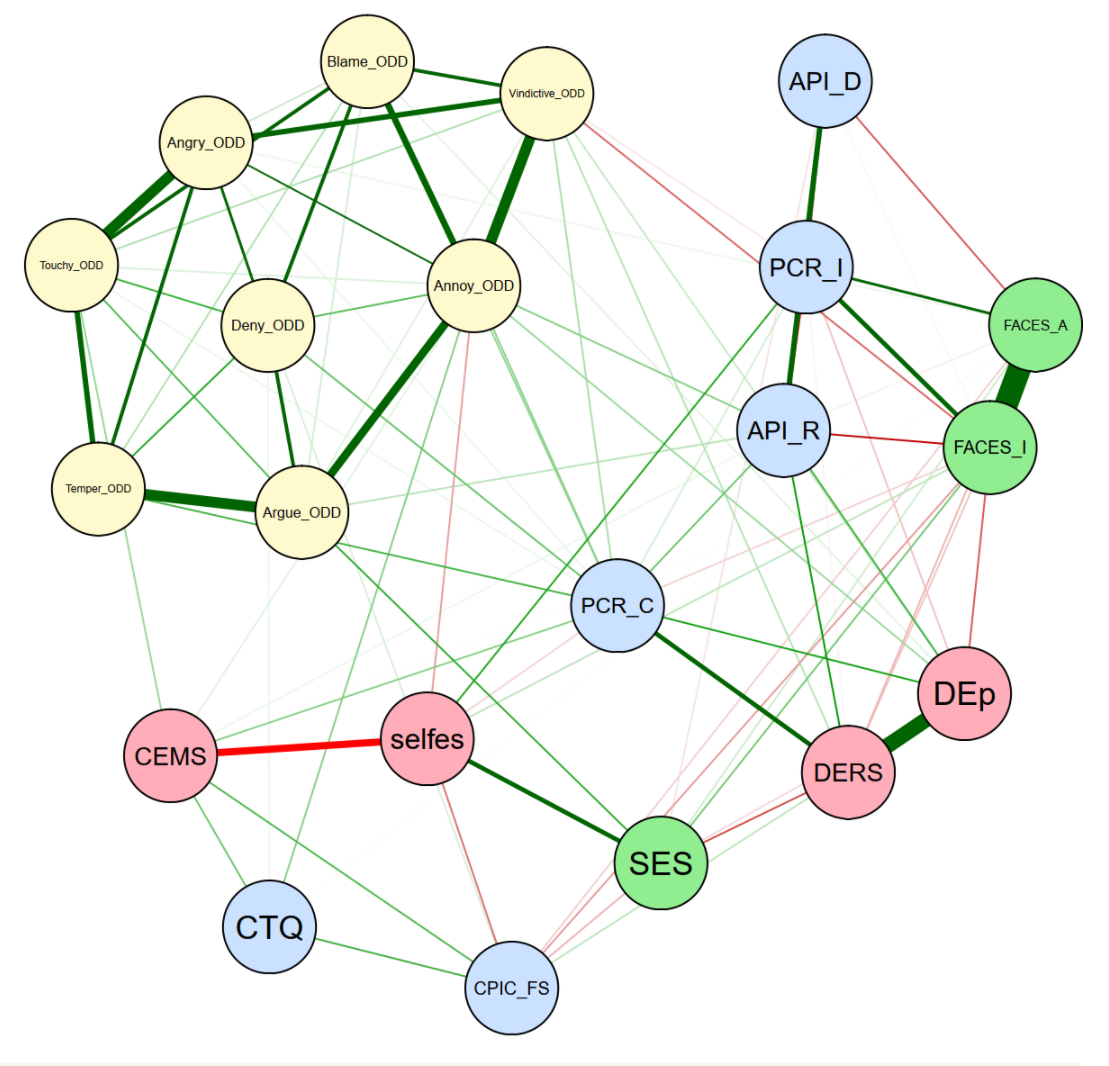 Blame_ODD
Vindictive_ODD
API_D
Angry_ODD
Touchy_ODD
PCR_I
Annoy_ODD
Deny_ODD
FACES_A
API_R
FACES_I
Temper_ODD
Argue_ODD
PCR_C
DEp
selfes
CEMS
DERS
SES
CTQ
CPIC_FS